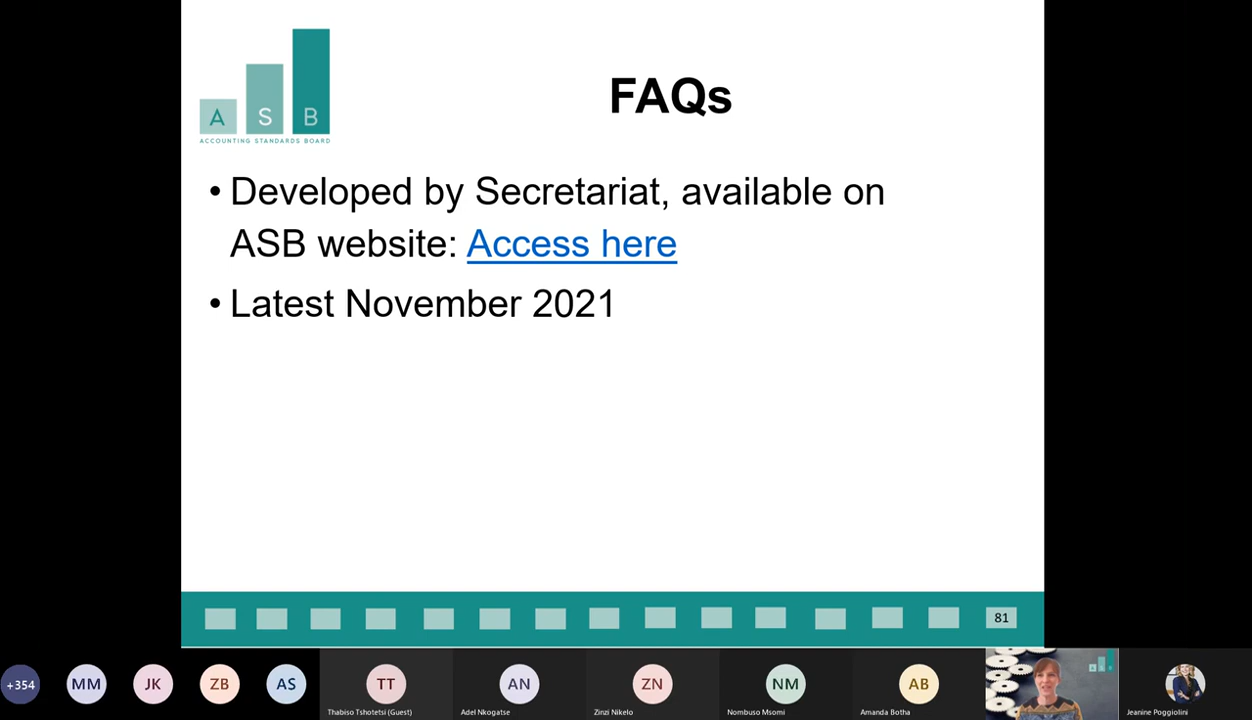 A S B
ACCOUNTING STANDARDS BOARD
FAQs
• Developed by Secretariat, available on
ASB website: Access here
• Latest November 2021
81
+354
MM
JK
ZB
AS
TT
Thabiso Tshotetsi (Guest)
AN
Adel Nkogatse
ZN
Zinzi Nikelo
NM
Nombuso Msomi
AB
Amanda Botha
Jeanine Poggiolini